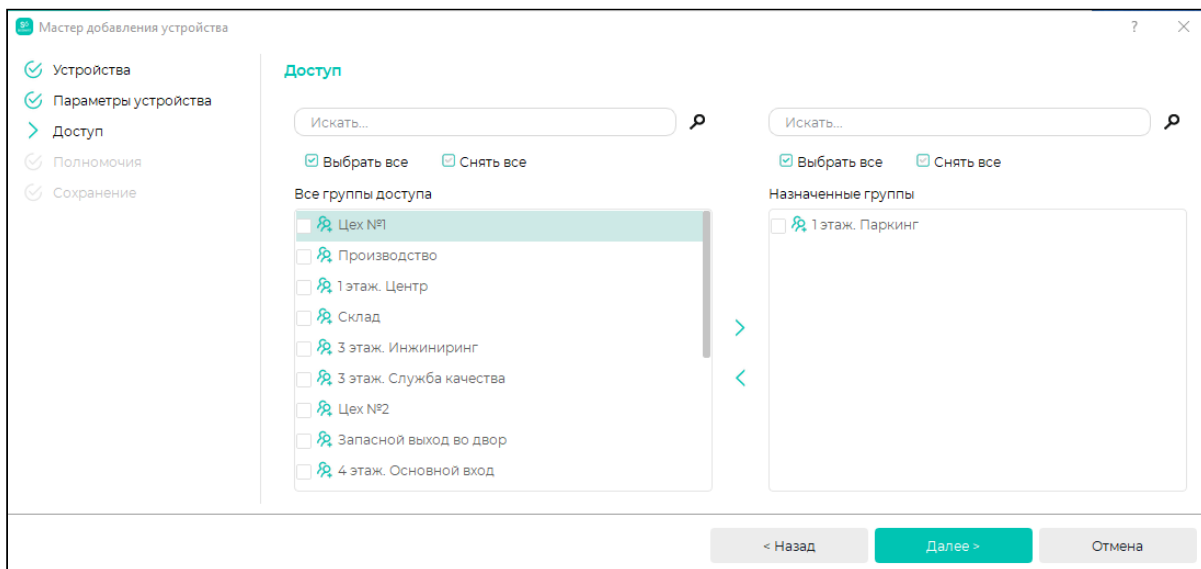 Мастер добавления устройства
?
Устройства
Параметры устройства
Доступ
Полномочия
Сохранение
Доступ
Искать...
Выбрать все
Снять все
Все группы доступа
Цех №1
Производство
1 этаж. Центр
Склад
3 этаж. Инжиниринг
3 этаж. Служба качества
Цех №2
Запасной выход во двор
4 этаж. Основной вход
Искать...
Выбрать все
Снять все
Назначенные группы
1 этаж. Паркинг
< Назад
Далее >
Отмена